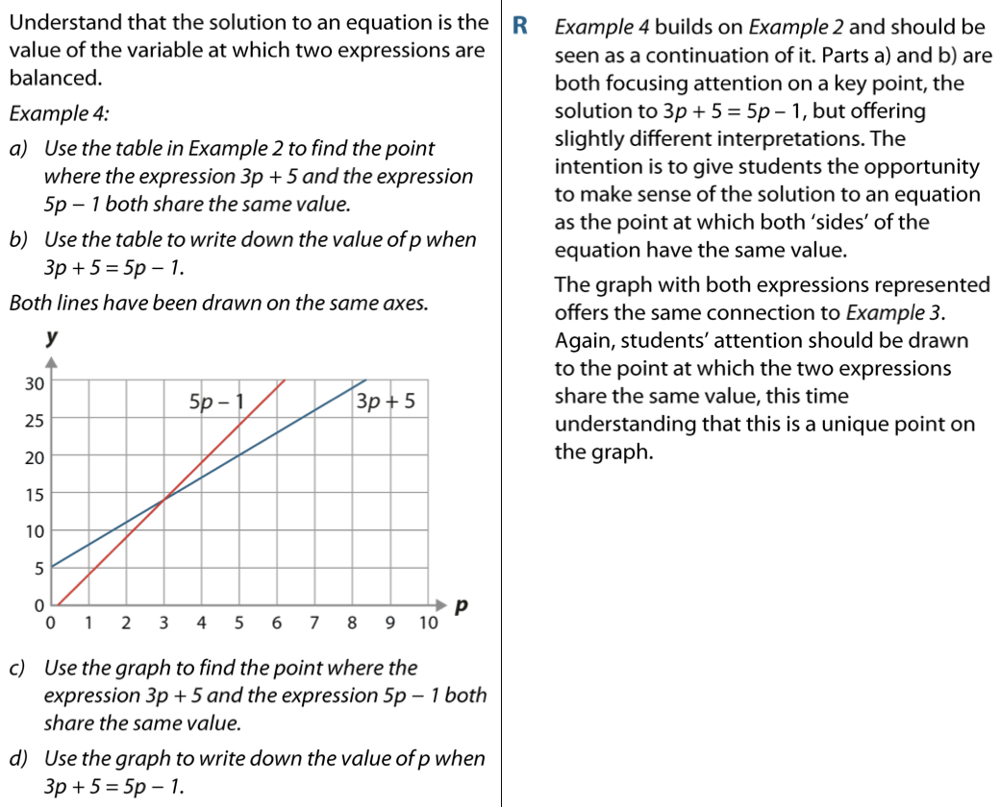 Understand that the solution to an equation is the
value of the variable at which two expressions are
balanced.
Example 4:
a) Use the table in Example 2 to find the point
where the expression 3p + 5 and the expression
5p – 1 both share the same value.
b) Use the table to write down the value of p when
3p + 5 = 5p – 1.
Both lines have been drawn on the same axes.
y
30
25
20
15
10
5
0
5p – 1
3p + 5
0 1 2 3 4 5 6 7 8 9 10
p
c) Use the graph to find the point where the
expression 3p + 5 and the expression 5p – 1 both
share the same value.
d) Use the graph to write down the value of p when
3p + 5 = 5p – 1.
R
Example 4 builds on Example 2 and should be
seen as a continuation of it. Parts a) and b) are
both focusing attention on a key point, the
solution to 3p + 5 = 5p – 1, but offering
slightly different interpretations. The
intention is to give students the opportunity
to make sense of the solution to an equation
as the point at which both ‘sides’ of the
equation have the same value.
The graph with both expressions represented
offers the same connection to Example 3.
Again, students’ attention should be drawn
to the point at which the two expressions
share the same value, this time
understanding that this is a unique point on
the graph.